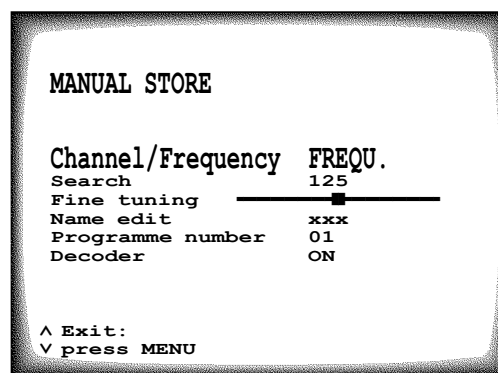 MANUAL STORE
Channel/Frequency FREQU.
Search 125
Fine tuning
Name edit xxx
Programme number 01
Decoder ON
∧ Exit:
∨ press MENU